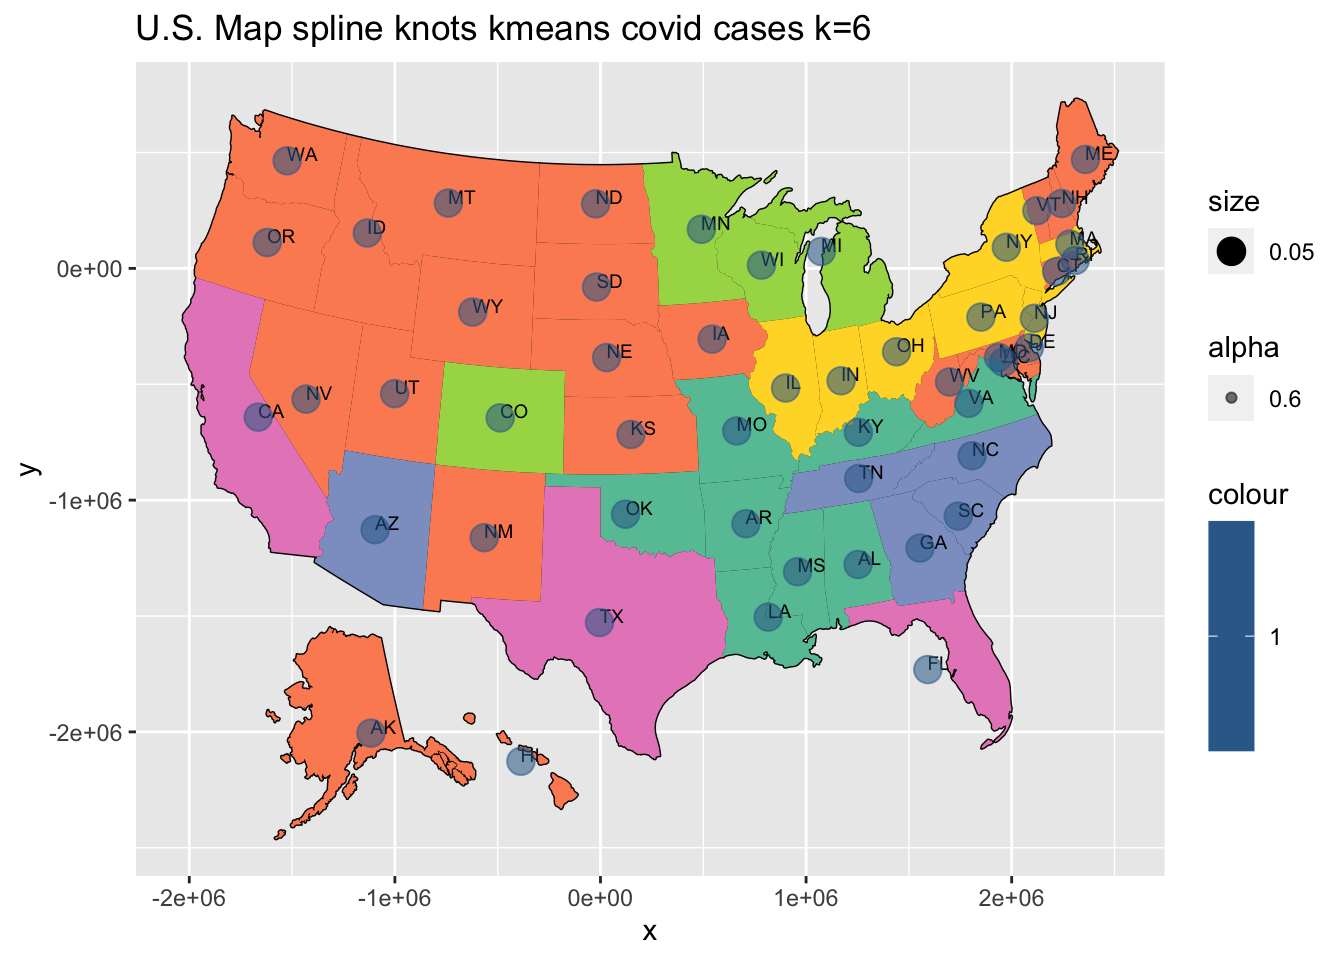 U.S. Map spline knots kmeans covid cases k=6
y
0e+00
-1e+06
-2e+06
-2e+06
-1e+06
0e+00
1e+06
2e+06
x
WA
MT
ND
MN
ME
VT
NH
OR
ID
SD
WI
MI
NY
MA
RI
CT
WY
IA
NE
PA
NJ
OH
DE
NV
UT
IL
IN
WV
VA
CA
CO
KS
MO
KY
NC
TN
AZ
NM
OK
AR
SC
GA
MS
AL
TX
LA
FL
AK
HI
size
0.05
alpha
0.6
colour
1